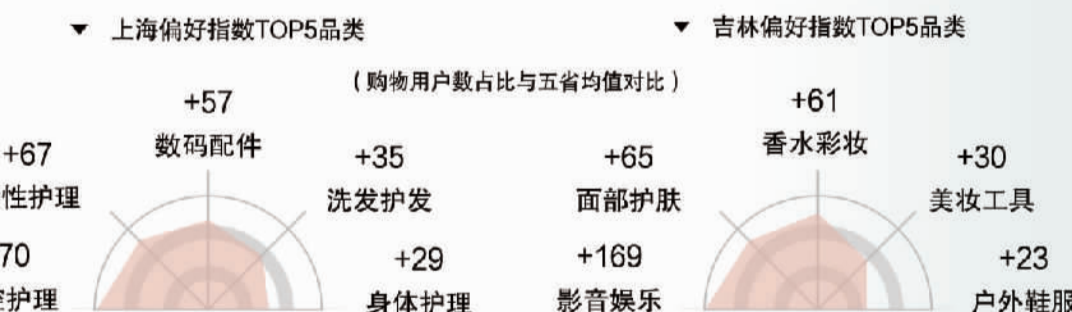 ▼ 上海偏好指数TOP5品类
▼ 吉林偏好指数TOP5品类
(购物用户数占比与五省均值对比)
+57
数码配件
+67
性护理
+35
洗发护发
70
护理
+29
身体护理
+61
香水彩妆
+65
面部护肤
+30
美妆工具
+169
影音娱乐
+23
户外鞋服